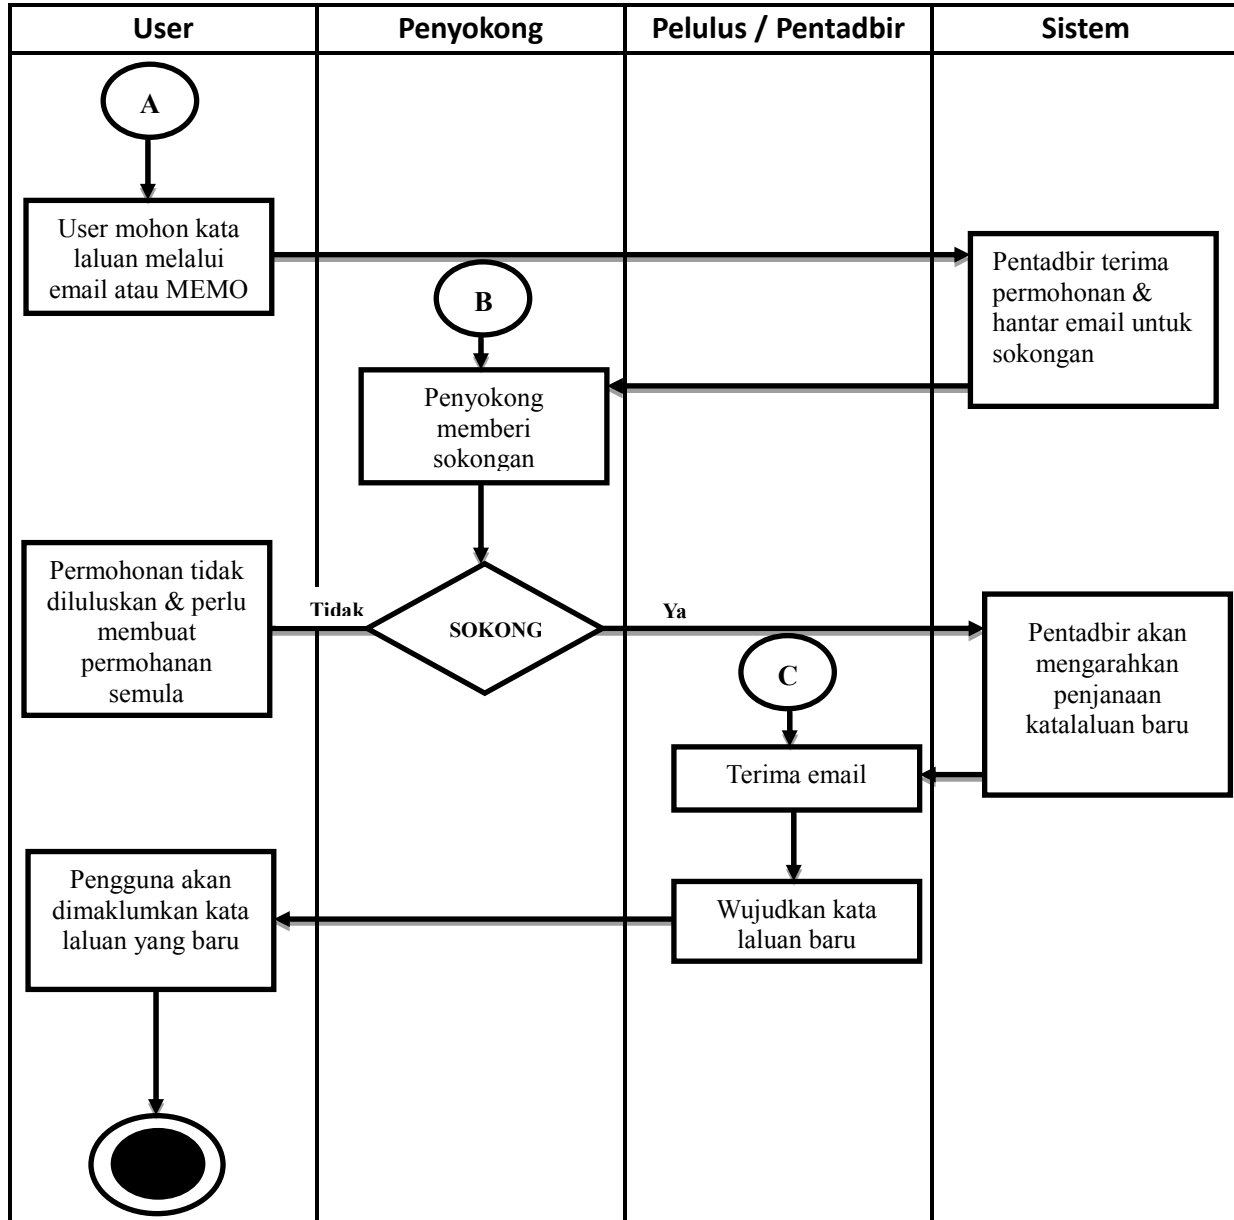 User
Penyokong
Pelulus / Pentadbir
Sistem
A
User mohon kata
laluan melalui
email atau MEMO
B
Pentadbir terima
permohonan &
hantar email untuk
sokongan
Penyokong
memberi
sokongan
Permohonan tidak
diluluskan & perlu
membuat
permohanan
semula
Tidak
SOKONG
Ya
C
Pentadbir akan
mengarahkan
penjanaan
katalaluan baru
Terima email
Pengguna akan
dimaklumkan kata
laluan yang baru
Wujudkan kata
laluan baru